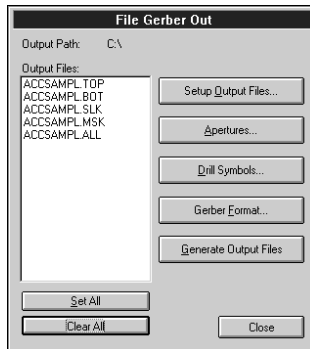 File Gerber Out
Output Path: C:\
Output Files:
ACCSAMPL.TOP
ACCSAMPL.BOT
ACCSAMPL.SLK
ACCSAMPL.MSK
ACCSAMPL.ALL
Setup Output Files...
Apertures...
Drill Symbols...
Gerber Format...
Generate Output Files
Set All
Clear All
Close